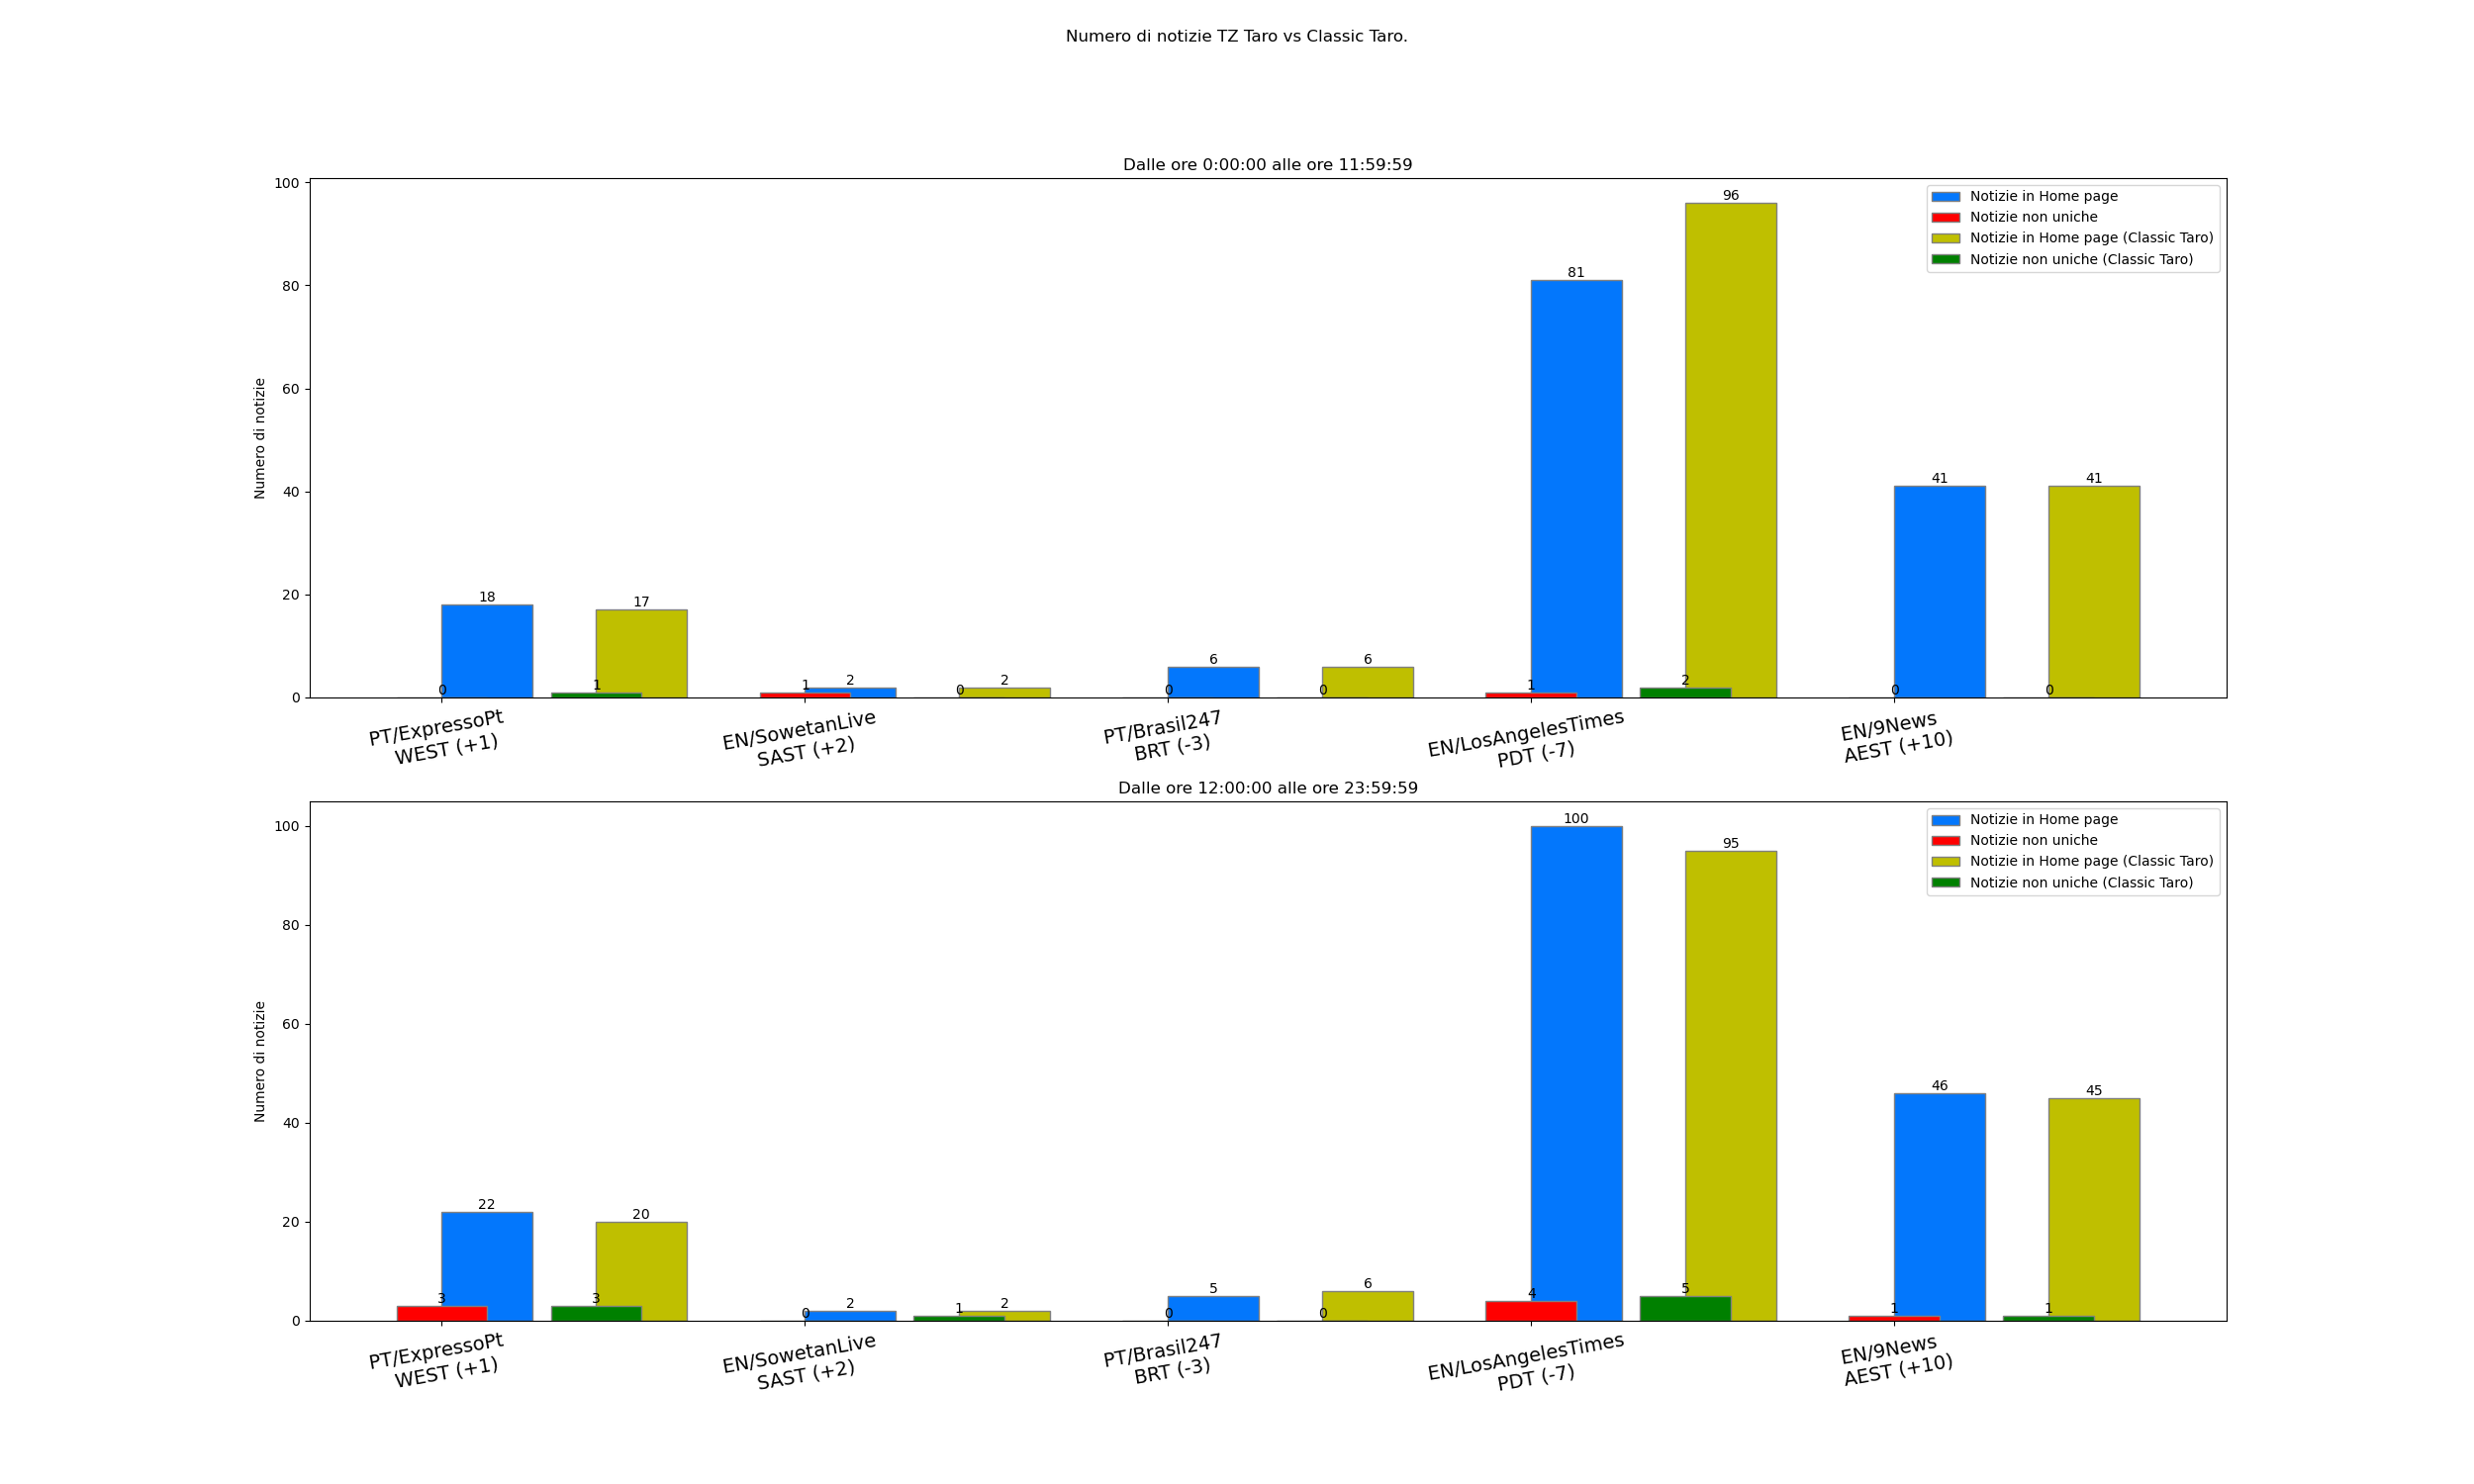 Numero di notizie TZ Taro vs Classic Taro.
Dalle ore 0:00:00 alle ore 11:59:59
Numero di notizie
100
80
60
40
20
0
Notizie in Home page
Notizie non uniche
Notizie in Home page (Classic Taro)
Notizie non uniche (Classic Taro)
0
18
1
17
1
2
0
2
0
6
0
6
1
81
2
96
0
41
0
41
PT/ExpressoPt
WEST (+1)
EN/SowetanLive
SAST (+2)
PT/Brasil247
BRT (-3)
EN/LosAngelesTimes
PDT (-7)
EN/9News
AEST (+10)
Dalle ore 12:00:00 alle ore 23:59:59
Numero di notizie
100
80
60
40
20
0
Notizie in Home page
Notizie non uniche
Notizie in Home page (Classic Taro)
Notizie non uniche (Classic Taro)
3
22
3
20
0
2
1
2
0
5
0
6
4
100
5
95
1
46
1
45
PT/ExpressoPt
WEST (+1)
EN/SowetanLive
SAST (+2)
PT/Brasil247
BRT (-3)
EN/LosAngelesTimes
PDT (-7)
EN/9News
AEST (+10)